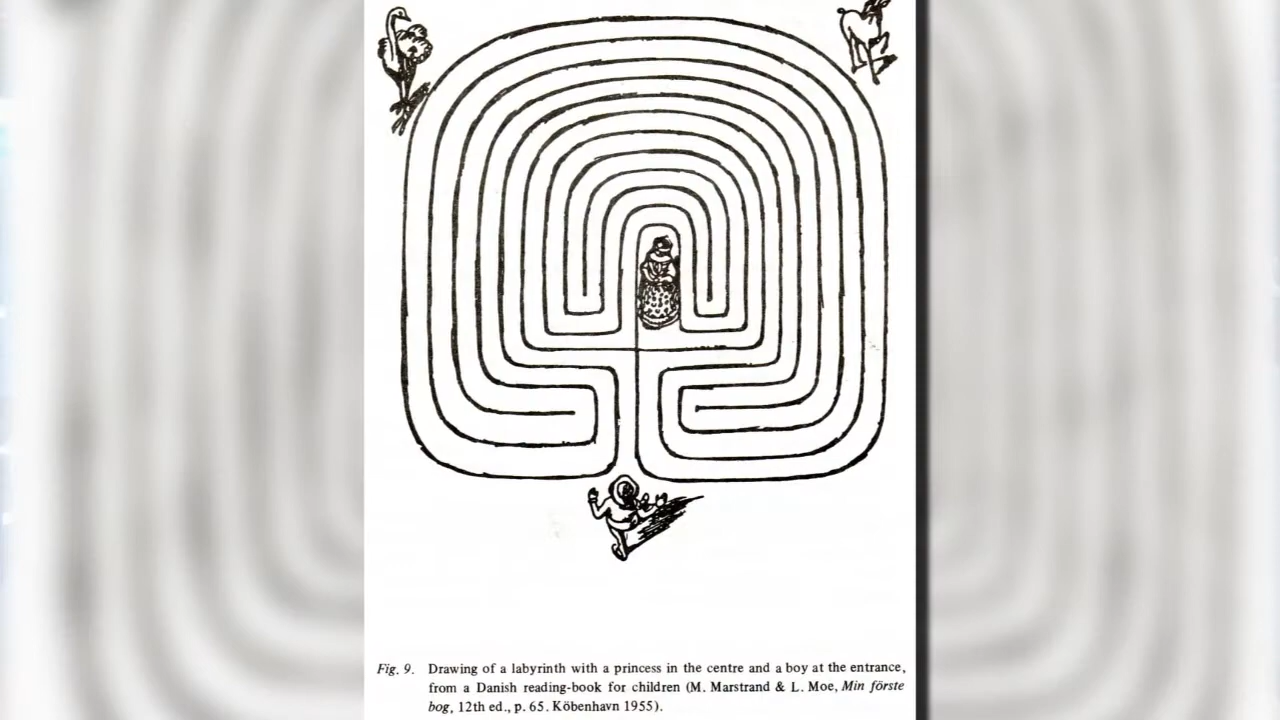 Fig. 9. Drawing of a labyrinth with a princess in the centre and a boy at the entrance,
from a Danish reading-book for children (M. Marstrand & L. Moe, Min förste
bog, 12th ed., p. 65. Köbenhavn 1955).